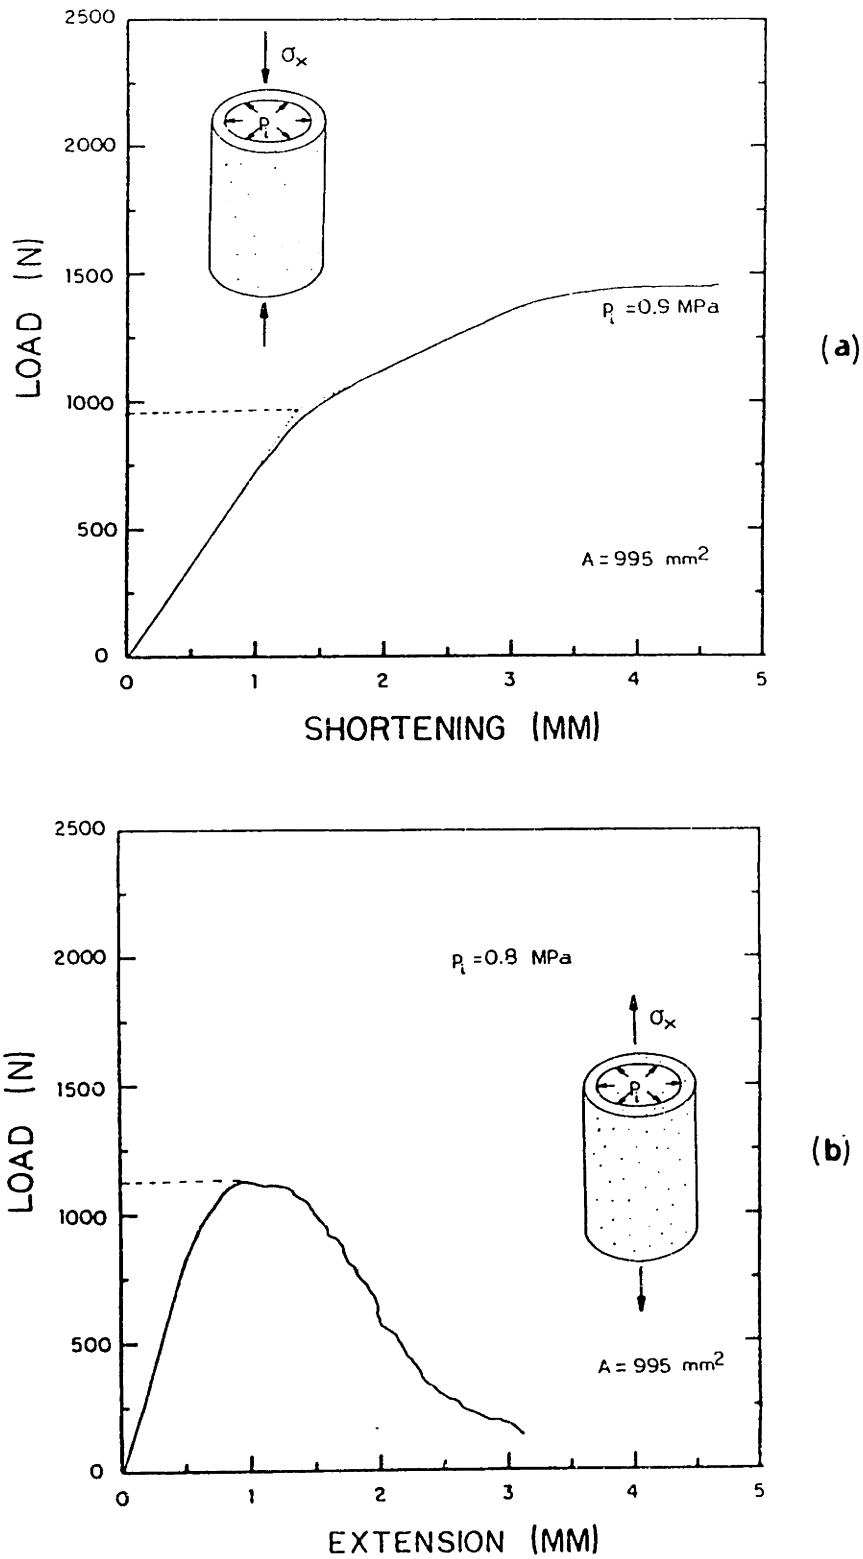 2500
σx
Pi
2000
1500
Pi = 0.9 MPa
LOAD (N)
(a)
1000
500
A = 995 mm2
0
0 1 2 3 4 5
SHORTENING (MM)
2500
2000
Pi = 0.8 MPa
σx
1500
Pi
LOAD (N)
(b)
1000
500
A = 995 mm2
0
0 1 2 3 4 5
EXTENSION (MM)